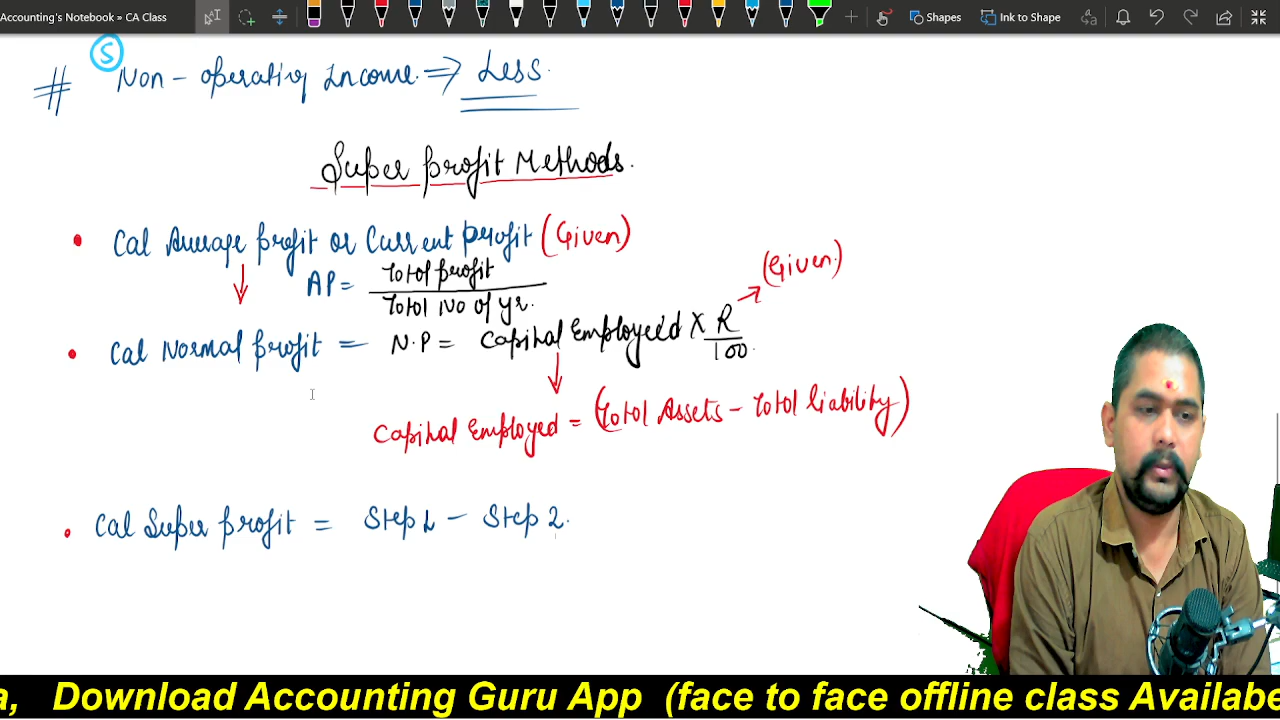 Accounting's Notebook » CA Class
Shapes
Ink to Shape
5
# Non-operating Income ⇒ Less.
Super profit Methods.
• Cal Average profit or Current profit (Given)
AP = Total profit / Total No of yr.
(Given)
• Cal Normal profit = N.P = Capital Employed X R / 100.
Capital Employed = (Total Assets - Total liability)
• Cal Super profit = Step 1 - Step 2.
a, Download Accounting Guru App (face to face offline class Availabe